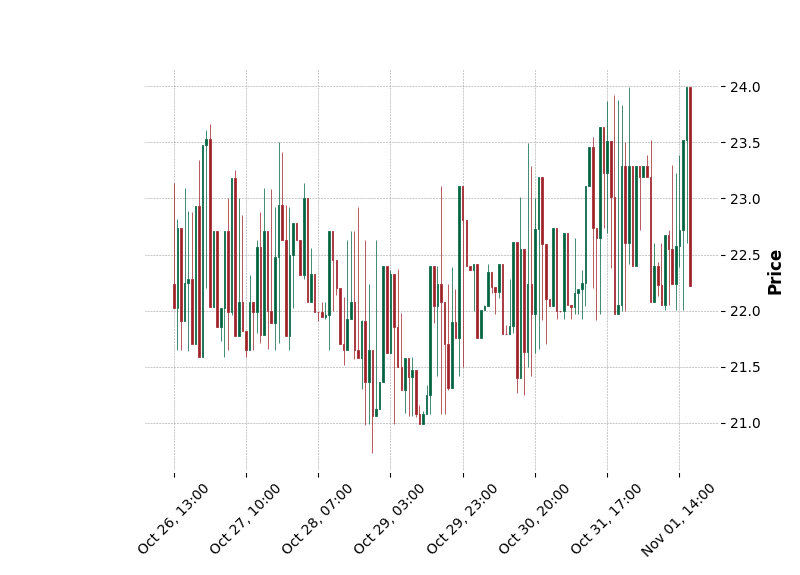 24.0
23.5
23.0
22.5
22.0
21.5
21.0
Price
Oct 26, 13:00
Oct 27, 10:00
Oct 28, 07:00
Oct 29, 03:00
Oct 29, 23:00
Oct 30, 20:00
Oct 31, 17:00
Nov 01, 14:00